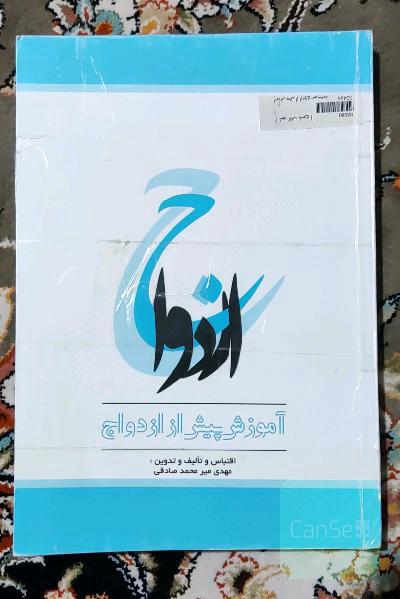 ازدواج
آموزش پیش از ازدواج
اقتباس و تألیف و تدوین :
مهدی میر محمد صادقی
CanSell